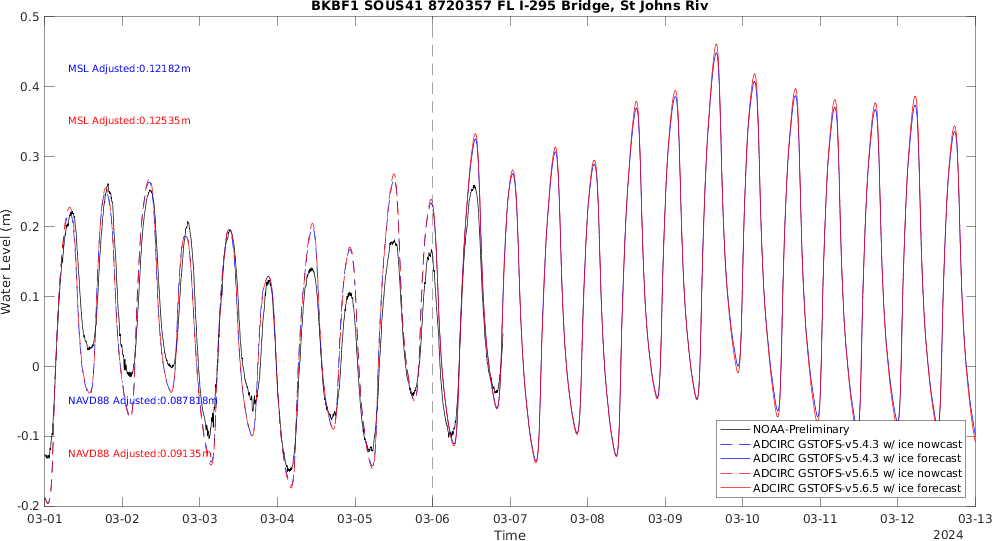 BKBF1 SOUS41 8720357 FL I-295 Bridge, St Johns Riv
0.5
0.4
0.3
0.2
0.1
0
-0.1
-0.2
Water Level (m)
MSL Adjusted:0.12182m
MSL Adjusted:0.12535m
NAVD88 Adjusted:0.087818m
NAVD88 Adjusted:0.09135m
NOAA-Preliminary
ADCIRC GSTOFS-v5.4.3 w/ice nowcast
ADCIRC GSTOFS-v5.4.3 w/ice forecast
ADCIRC GSTOFS-v5.6.5 w/ice nowcast
ADCIRC GSTOFS-v5.6.5 w/ice forecast
03-01 03-02 03-03 03-04 03-05 03-06 03-07 03-08 03-09 03-10 03-11 03-12 03-13
Time
2024